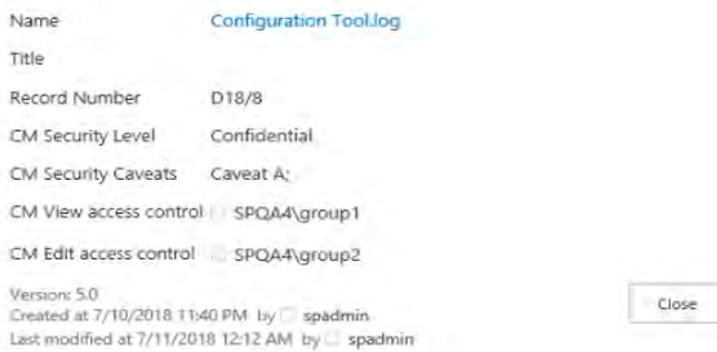 Name Configuration Tool.log
Title
Record Number D18/8
CM Security Level Confidential
CM Security Caveats Caveat A;
CM View access control SPQA4\group1
CM Edit access control SPQA4\group2
Version: 5.0
Created at 7/10/2018 11:40 PM by spadmin
Close
Last modified at 7/11/2018 12:12 AM by spadmin